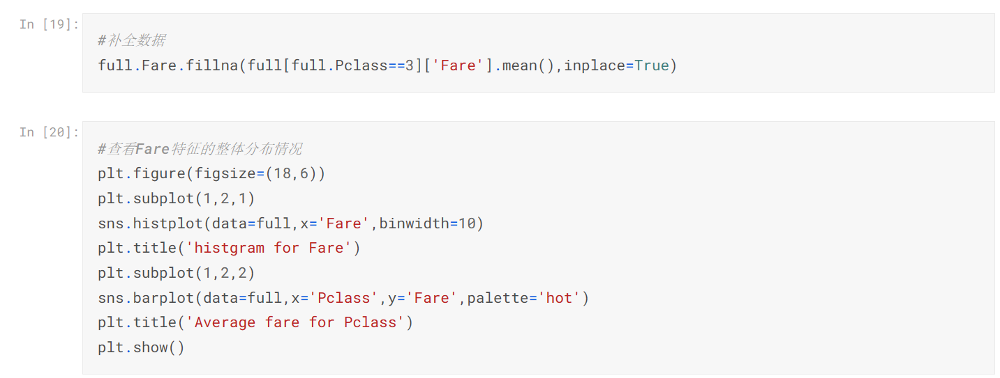 In [19]:
#补全数据
full.Fare.fillna(full[full.Pclass==3]['Fare'].mean(),inplace=True)
In [20]:
#查看Fare特征的整体分布情况
plt.figure(figsize=(18,6))
plt.subplot(1,2,1)
sns.histplot(data=full,x='Fare',binwidth=10)
plt.title('histgram for Fare')
plt.subplot(1,2,2)
sns.barplot(data=full,x='Pclass',y='Fare',palette='hot')
plt.title('Average fare for Pclass')
plt.show()